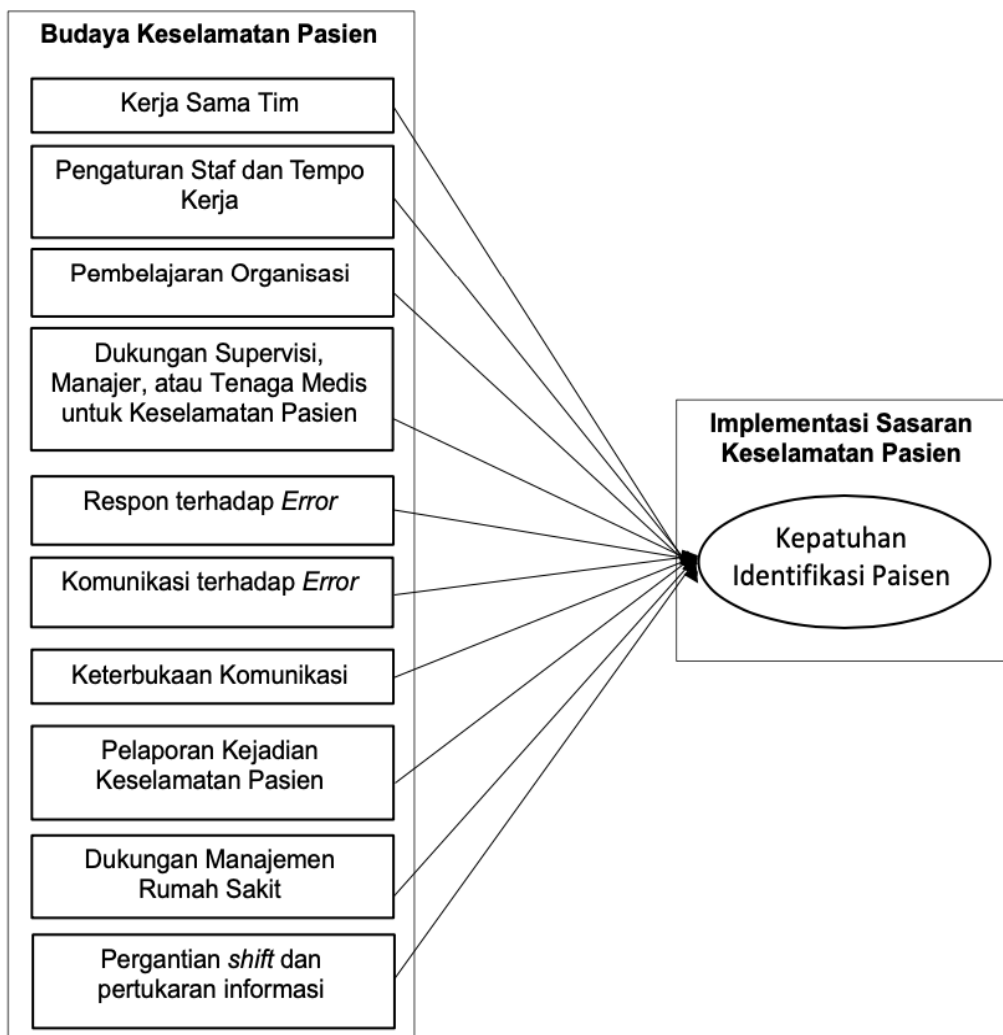 Budaya Keselamatan Pasien
Kerja Sama Tim
Pengaturan Staf dan Tempo
Kerja
Pembelajaran Organisasi
Dukungan Supervisi,
Manajer, atau Tenaga Medis
untuk Keselamatan Pasien
Respon terhadap Error
Komunikasi terhadap Error
Keterbukaan Komunikasi
Pelaporan Kejadian
Keselamatan Pasien
Dukungan Manajemen
Rumah Sakit
Pergantian shift dan
pertukaran informasi
Implementasi Sasaran
Keselamatan Pasien
Kepatuhan
Identifikasi Paisen